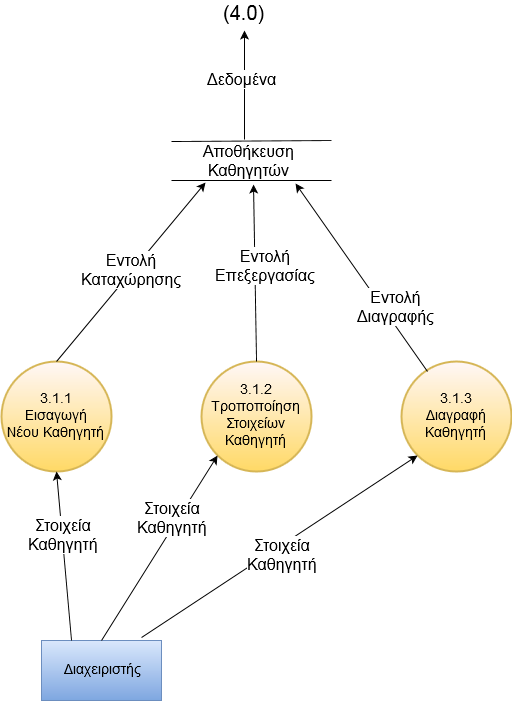 (4.0)
Δεδομένα
Αποθήκευση
Καθηγητών
Εντολή
Καταχώρησης
Εντολή
Επεξεργασίας
Εντολή
Διαγραφής
3.1.1
Εισαγωγή
Νέου Καθηγητή
3.1.2
Τροποποίηση
Στοιχείων
Καθηγητή
3.1.3
Διαγραφή
Καθηγητή
Στοιχεία
Καθηγητή
Στοιχεία
Καθηγητή
Στοιχεία
Καθηγητή
Διαχειριστής